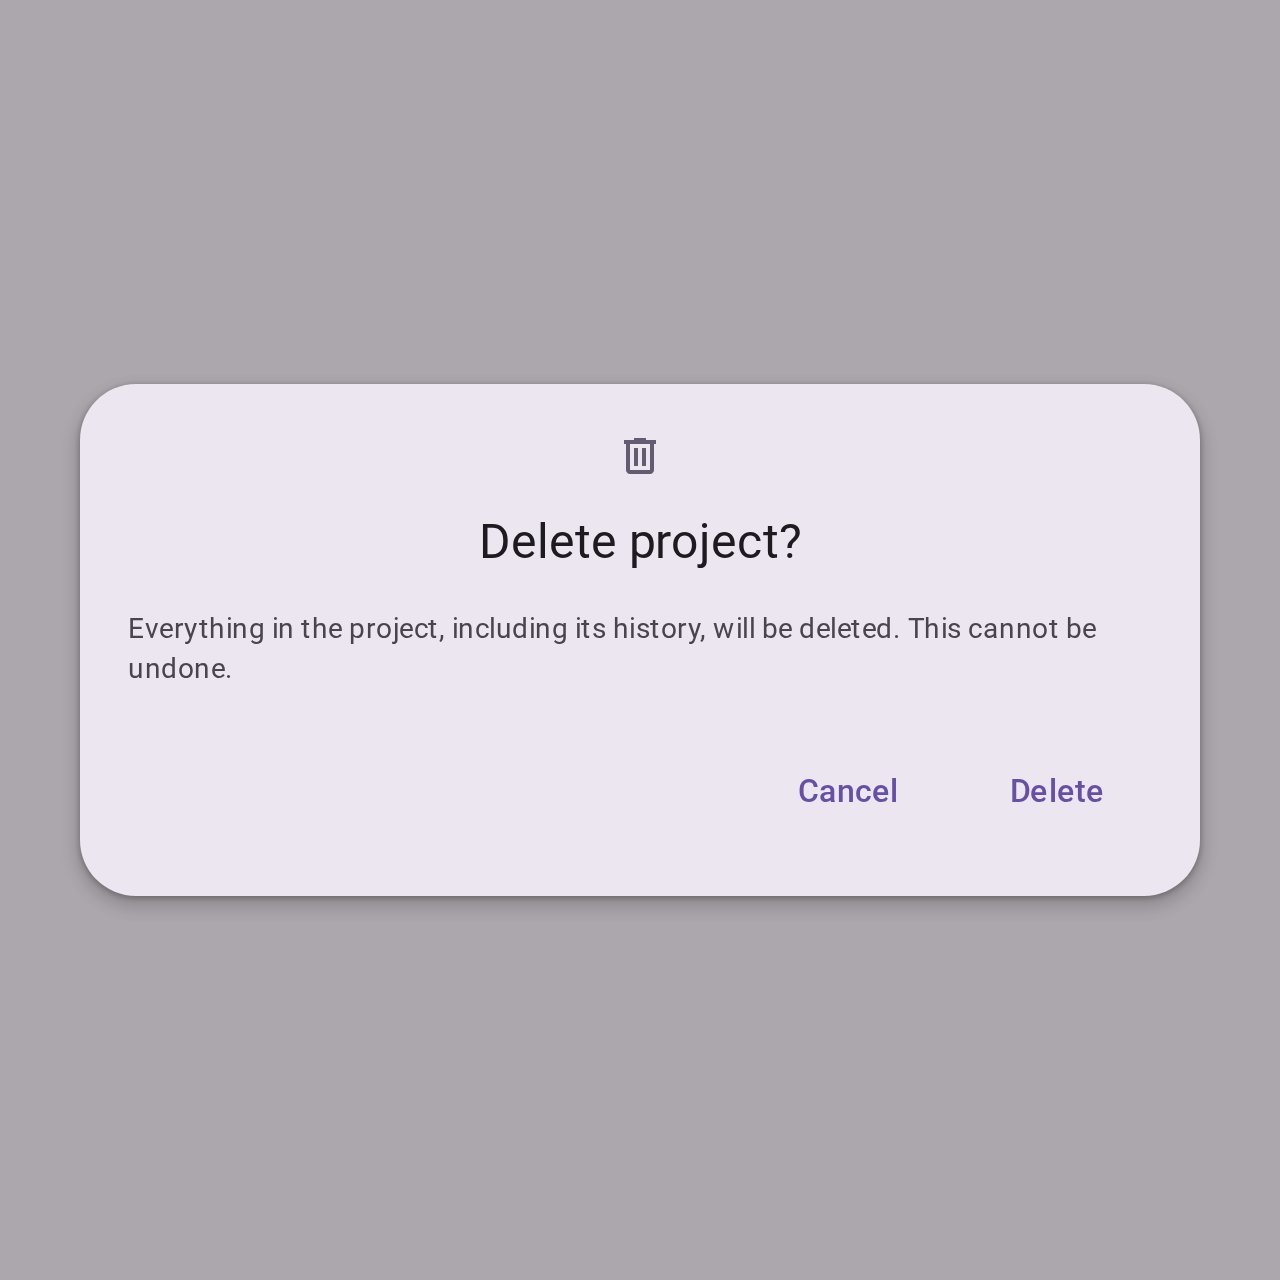 Delete project?
Everything in the project, including its history, will be deleted. This cannot be
undone.
Cancel
Delete